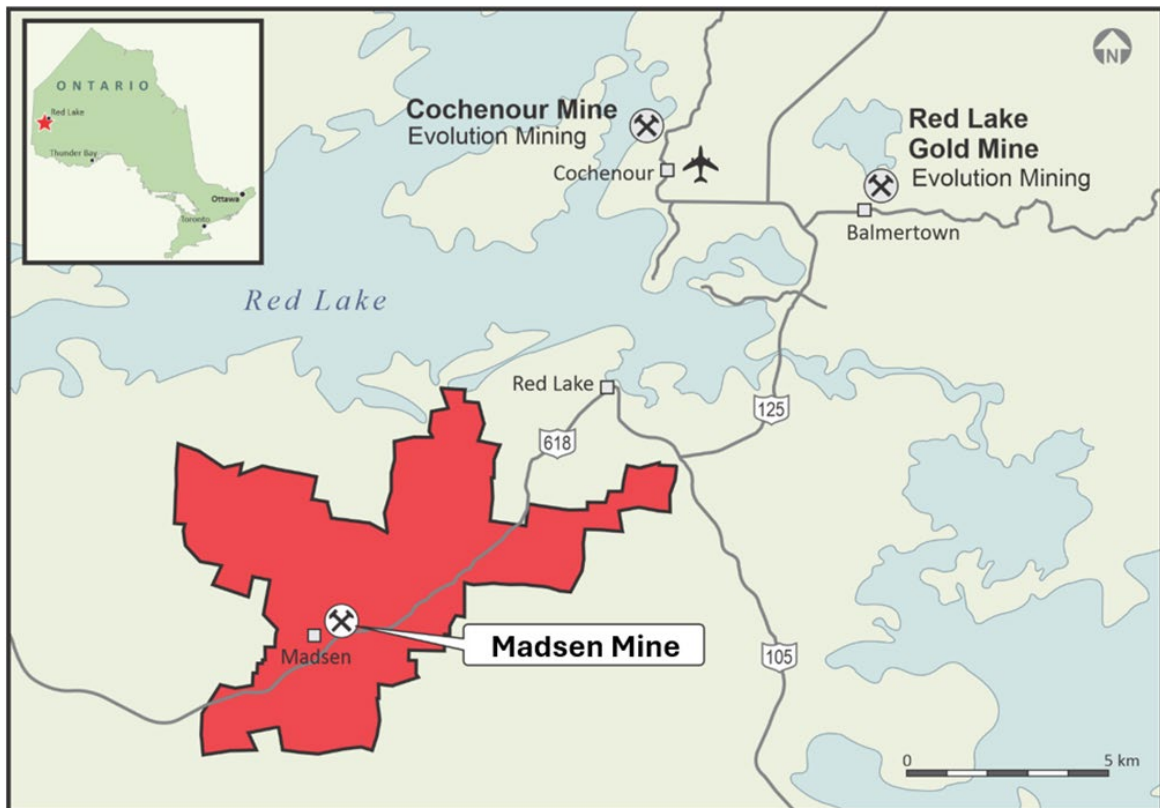 ONTARIO
Red Lake
Thunder Bay
Ottawa
Toronto
N
Cochenour Mine
Evolution Mining
Cochenour
Red Lake
Gold Mine
Evolution Mining
Balmertown
Red Lake
Red Lake
125
618
Madsen Mine
Madsen
105
0
5 km